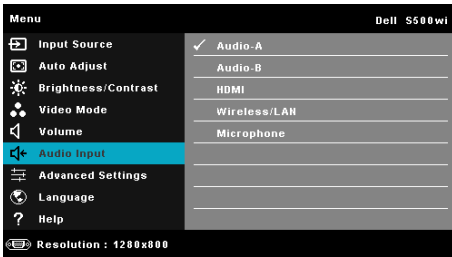 Menu Dell S500wi
Input Source
Auto Adjust
Brightness/Contrast
Video Mode
Volume
Audio Input
Advanced Settings
Language
? Help
Audio-A
Audio-B
HDMI
Wireless/LAN
Microphone
Resolution : 1280x800